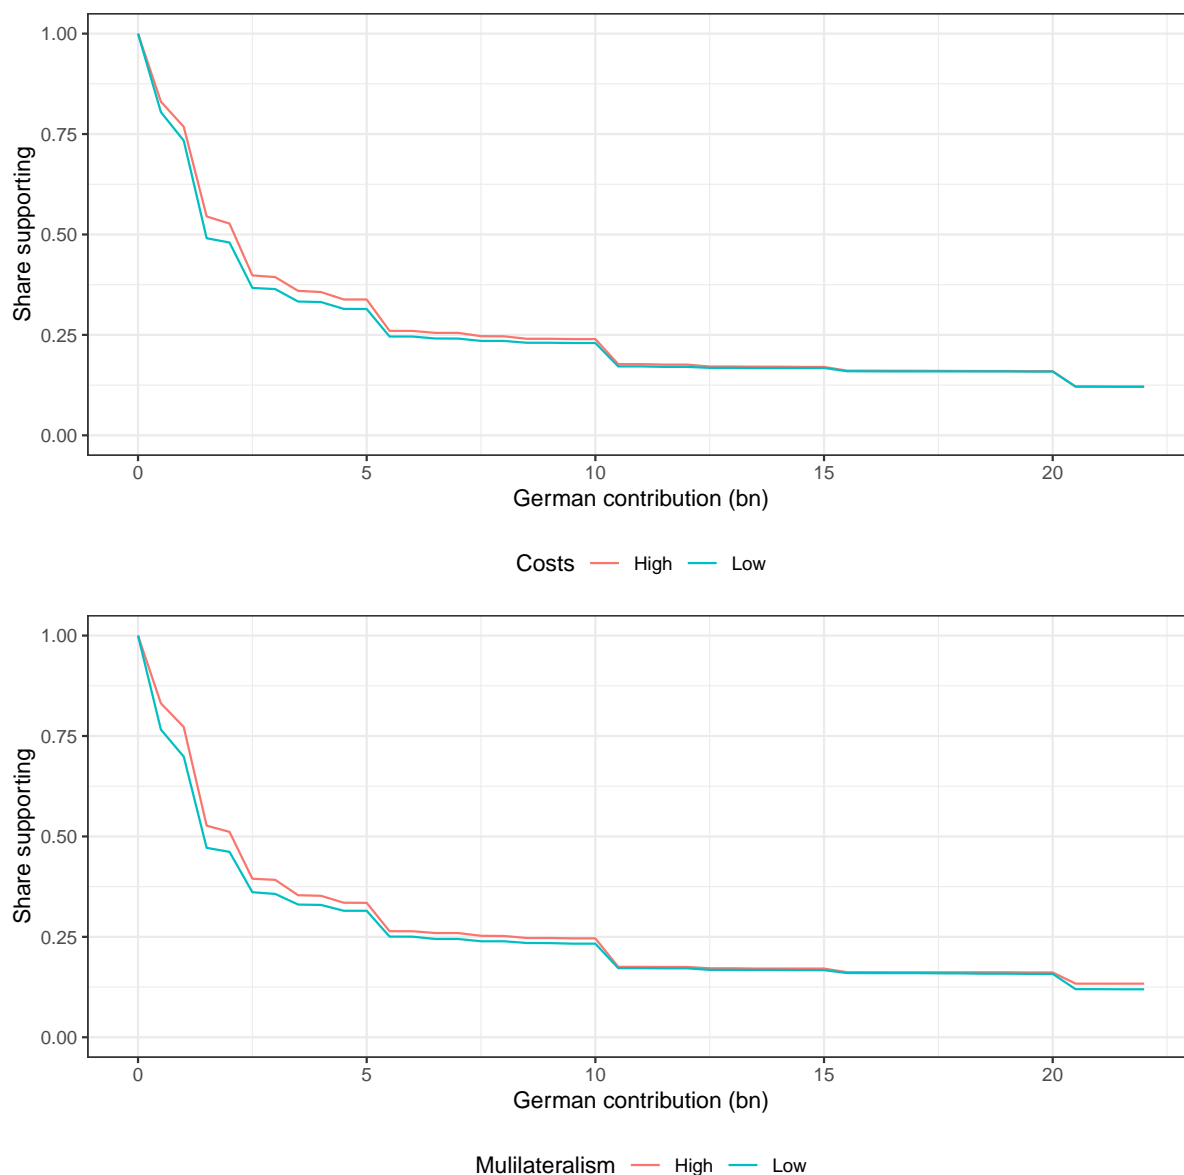 1.00
0.75
0.50
0.25
0.00
Share supporting
0 5 10 15 20
German contribution (bn)
Costs High Low
1.00
0.75
0.50
0.25
0.00
Share supporting
0 5 10 15 20
German contribution (bn)
Mulilateralism High Low